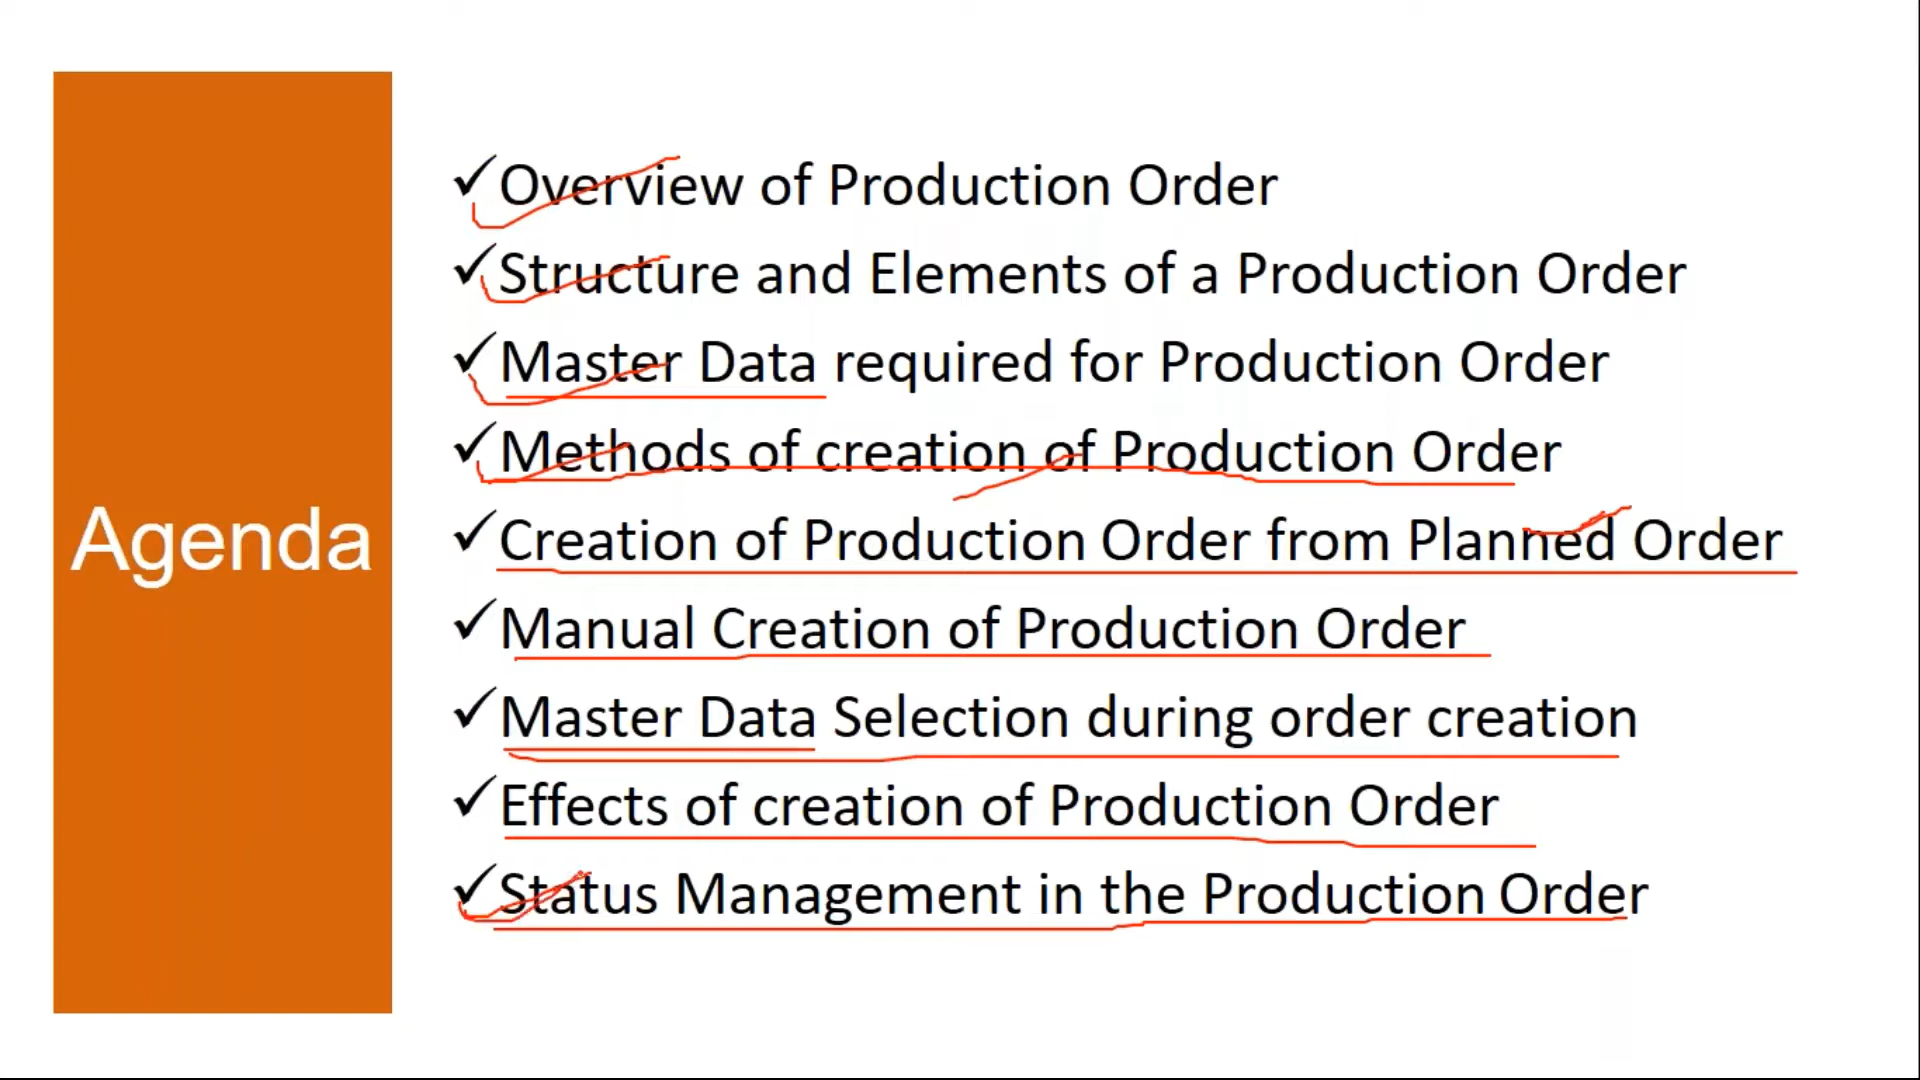 Agenda
Overview of Production Order
Structure and Elements of a Production Order
Master Data required for Production Order
Methods of creation of Production Order
Creation of Production Order from Planned Order
Manual Creation of Production Order
Master Data Selection during order creation
Effects of creation of Production Order
Status Management in the Production Order